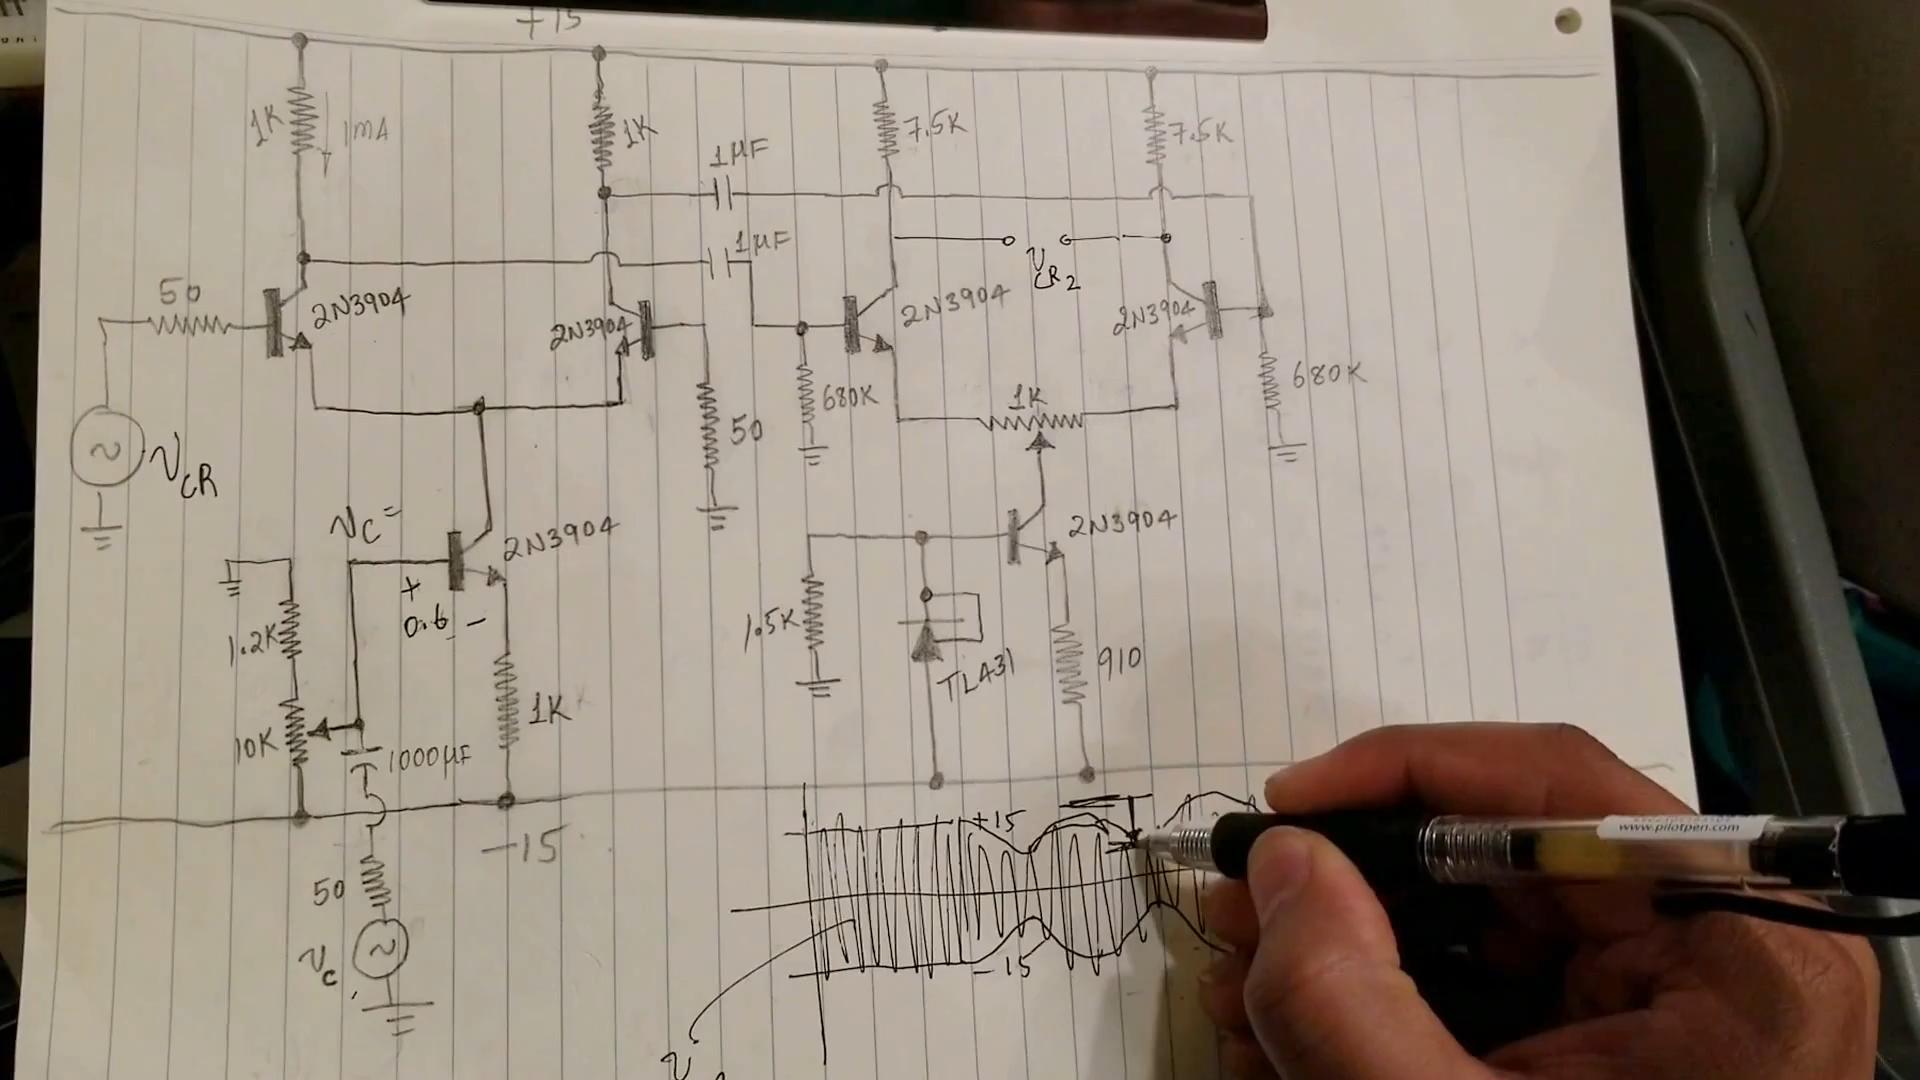 +15
1K
1mA
1K
7.5K
7.5K
1µF
1µF
50
2N3904
2N3904
V
CR2
2N3904
2N3904
680K
680K
1K
50
VCR
VC=
2N3904
2N3904
+
0.6 -
1.2K
1.5K
TL431
910
1K
10K
1000µF
-15
+15
-15
50
Vc
V
www.pilotpen.com